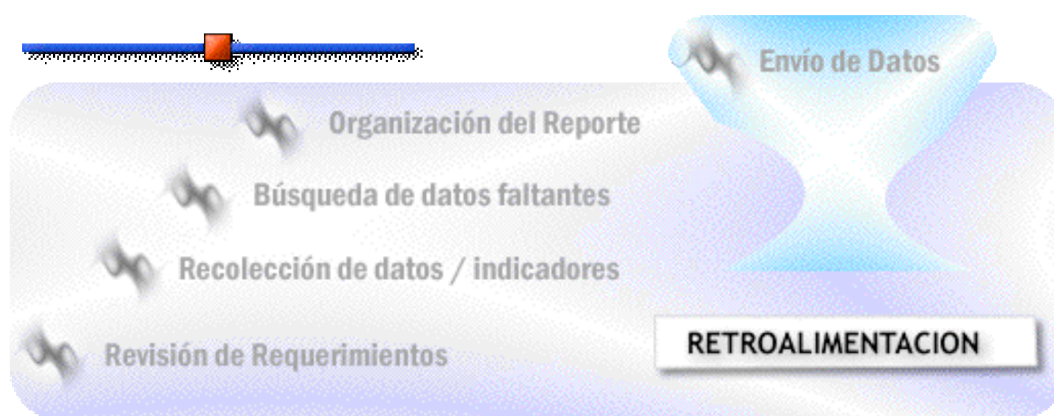 Envío de Datos
Organización del Reporte
Búsqueda de datos faltantes
Recolección de datos / indicadores
Revisión de Requerimientos
RETROALIMENTACION